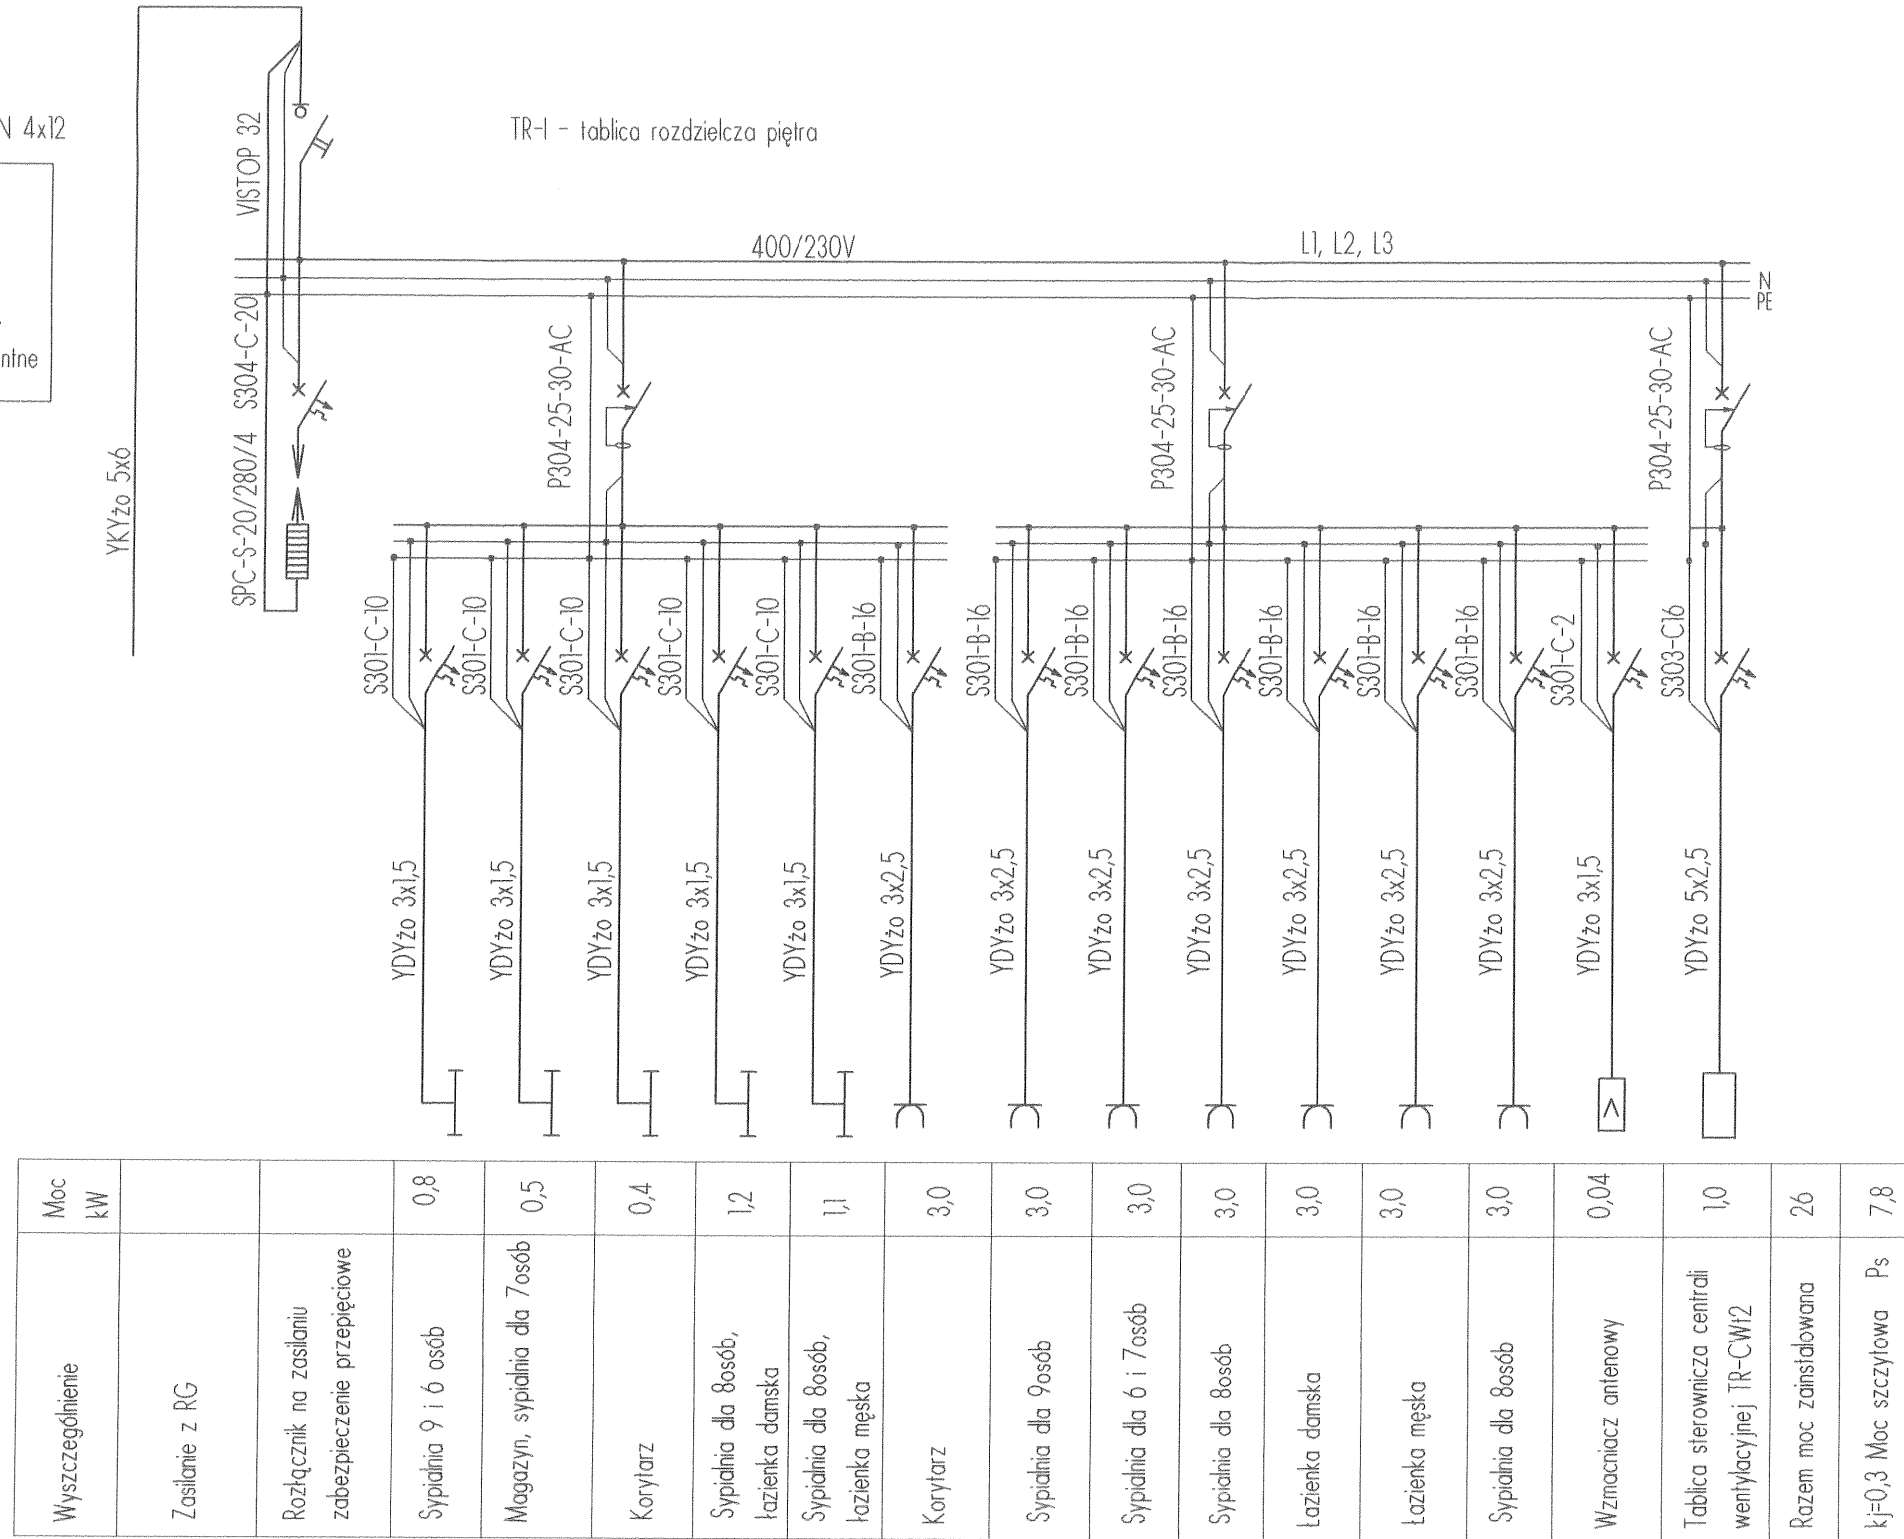 N 4x12
ntne
TR-I - tablica rozdzielcza piętra
YKYżo 5x6
VISTOP 32
SPC-S-20/280/4 S304-C-20
400/230V
L1, L2, L3
N
PE
P304-25-30-AC
P304-25-30-AC
P304-25-30-AC
S301-C-10
S301-C-10
S301-C-10
S301-C-10
S301-C-10
S301-B-16
S301-B-16
S301-B-16
S301-B-16
S301-B-16
S301-B-16
S301-B-16
S301-C-2
S303-C16
YDYżo 3x1,5
YDYżo 3x1,5
YDYżo 3x1,5
YDYżo 3x1,5
YDYżo 3x1,5
YDYżo 3x2,5
YDYżo 3x2,5
YDYżo 3x2,5
YDYżo 3x2,5
YDYżo 3x2,5
YDYżo 3x2,5
YDYżo 3x2,5
YDYżo 3x1,5
YDYżo 5x2,5
Wyszczególnienie
Moc
kW
Zasilanie z RG
Rozłącznik na zasilaniu
zabezpieczenie przepięciowe
Sypialnia 9 i 6 osób
0,8
Magazyn, sypialnia dla 7osób
0,5
Korytarz
0,4
Sypialnia dla 8osób,
łazienka damska
1,2
Sypialnia dla 8osób,
łazienka męska
1,1
Korytarz
3,0
Sypialnia dla 9osób
3,0
Sypialnia dla 6 i 7osób
3,0
Sypialnia dla 8osób
3,0
Łazienka damska
3,0
Łazienka męska
3,0
Sypialnia dla 8osób
3,0
Wzmacniacz antenowy
0,04
Tablica sterownicza centrali
wentylacyjnej TR-CW12
1,0
Razem moc zainstalowana
26
kj=0,3 Moc szczytowa Ps
7,8